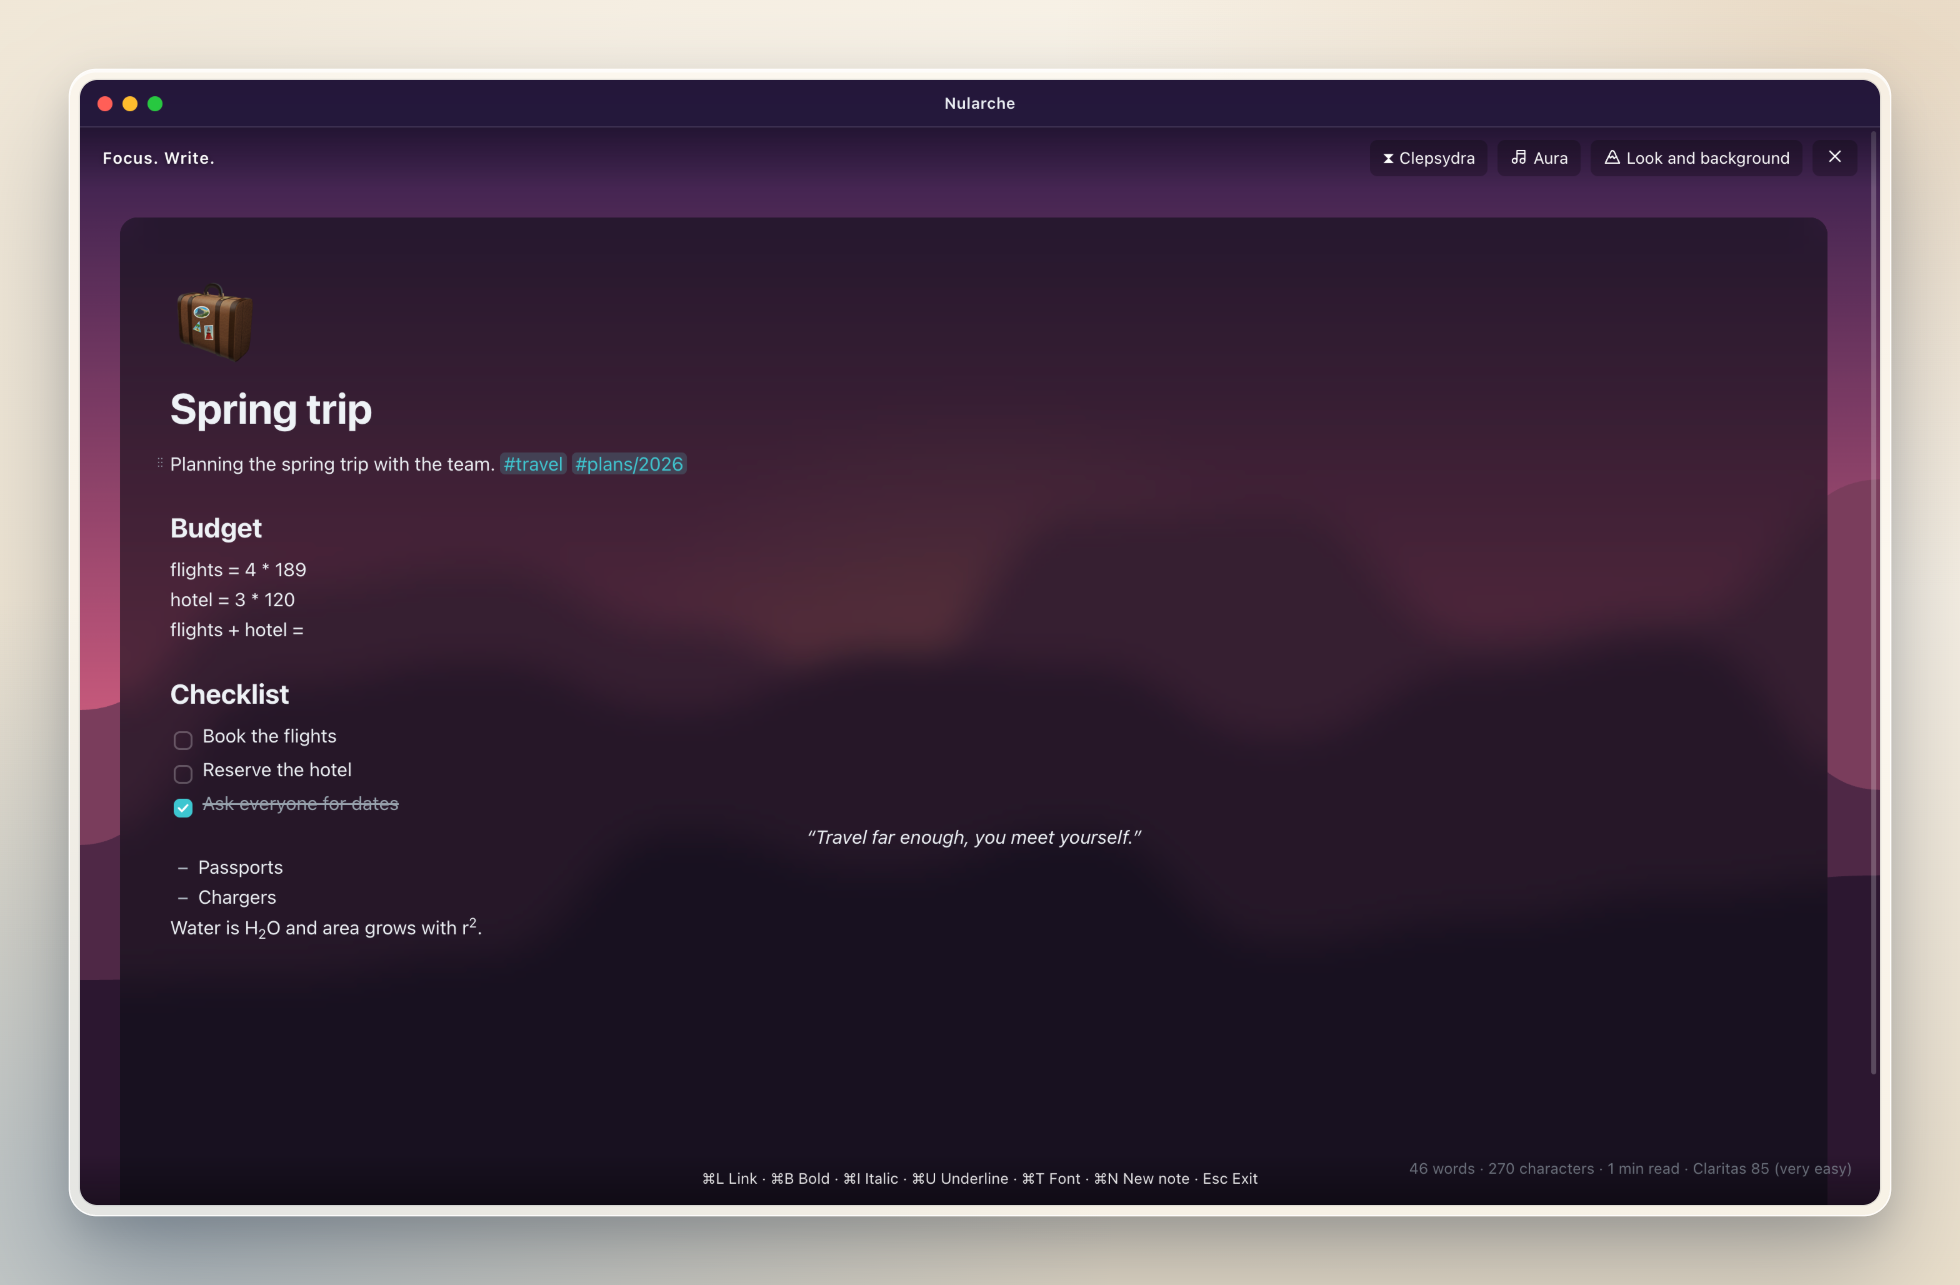 Nularche
Focus. Write.
Clepsydra
Aura
Look and background
Spring trip
Planning the spring trip with the team. #travel #plans/2026
Budget
flights = 4 * 189
hotel = 3 * 120
flights + hotel =
Checklist
Book the flights
Reserve the hotel
Ask everyone for dates
“Travel far enough, you meet yourself.”
– Passports
– Chargers
Water is H₂O and area grows with r².
46 words · 270 characters · 1 min read · Claritas 85 (very easy)
⌘L Link · ⌘B Bold · ⌘I Italic · ⌘U Underline · ⌘T Font · ⌘N New note · Esc Exit